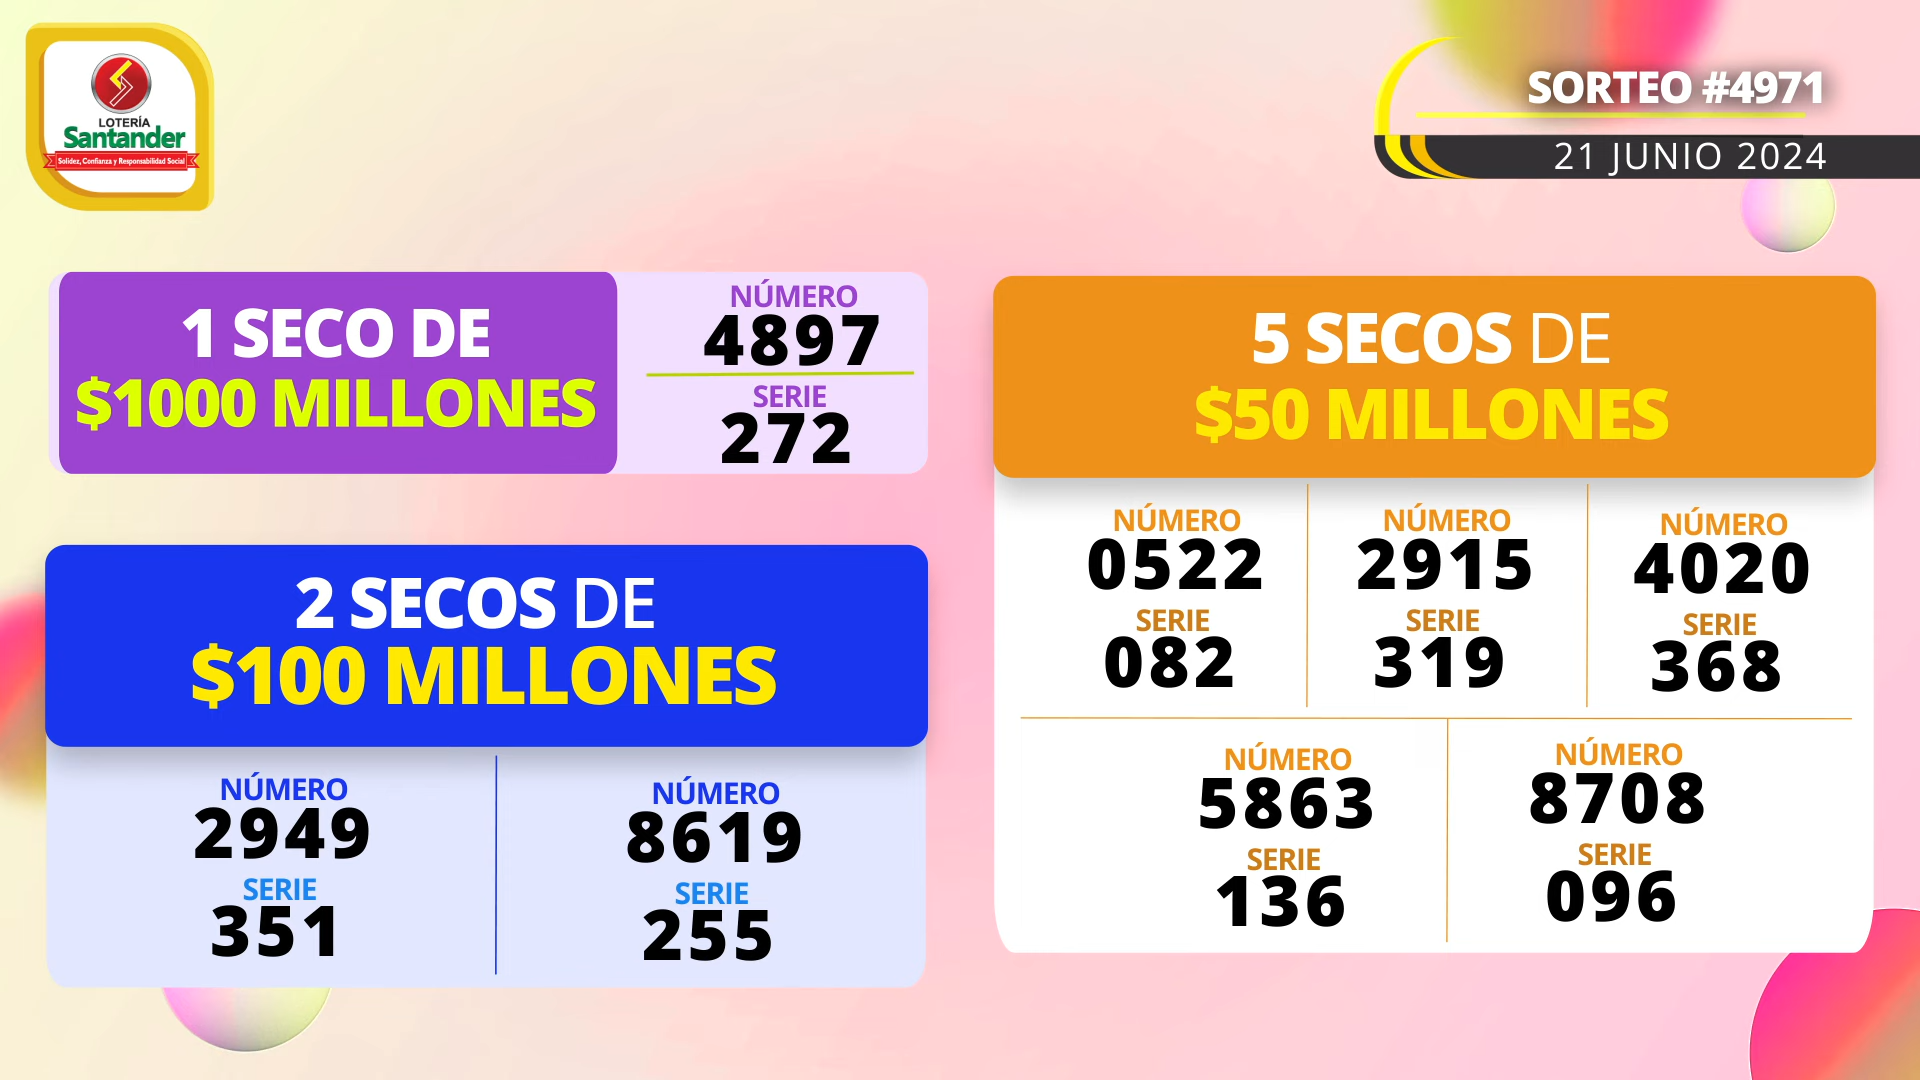 LOTERÍA
Santander
Solidez, Confianza y Responsabilidad Social
SORTEO #4971
21 JUNIO 2024
1 SECO DE
$1000 MILLONES
NÚMERO
4897
SERIE
272
2 SECOS DE
$100 MILLONES
NÚMERO
2949
SERIE
351
NÚMERO
8619
SERIE
255
5 SECOS DE
$50 MILLONES
NÚMERO
0522
SERIE
082
NÚMERO
2915
SERIE
319
NÚMERO
4020
SERIE
368
NÚMERO
5863
SERIE
136
NÚMERO
8708
SERIE
096